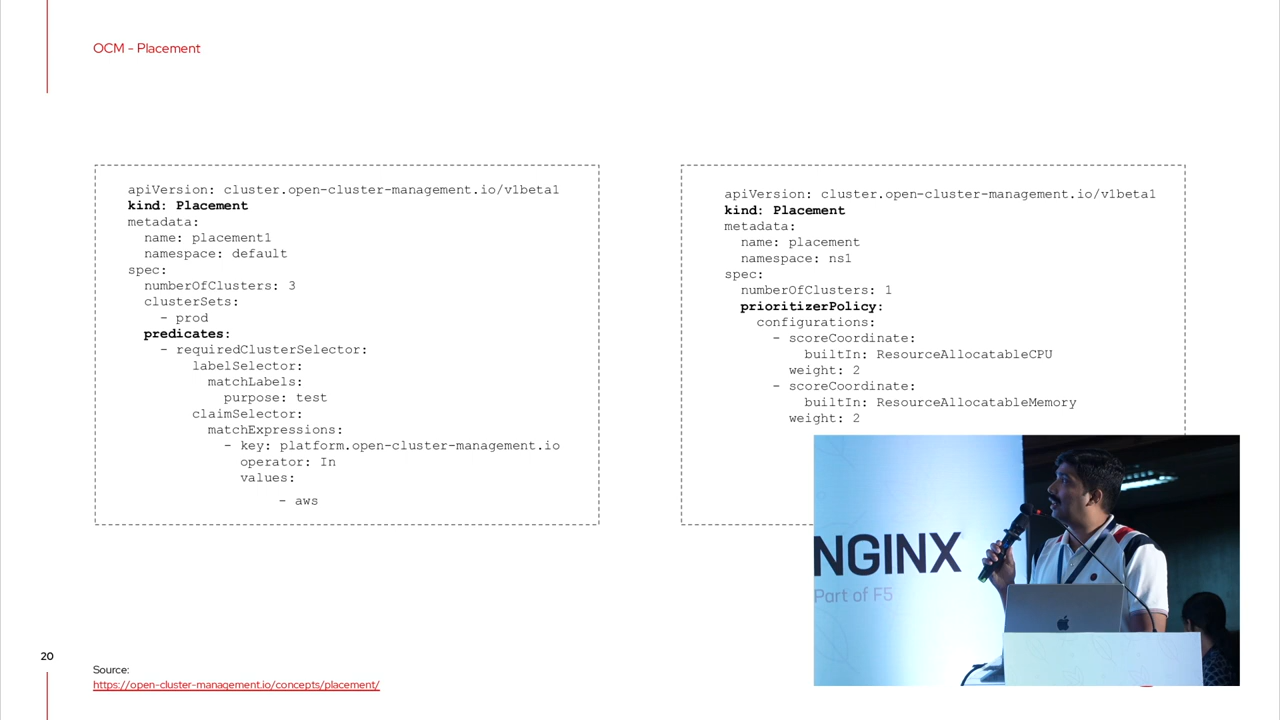 OCM - Placement
apiVersion: cluster.open-cluster-management.io/v1beta1
kind: Placement
metadata:
  name: placement1
  namespace: default
spec:
  numberOfClusters: 3
  clusterSets:
    - prod
  predicates:
    - requiredClusterSelector:
        labelSelector:
          matchLabels:
            purpose: test
        claimSelector:
          matchExpressions:
            - key: platform.open-cluster-management.io
              operator: In
              values:
                - aws
apiVersion: cluster.open-cluster-management.io/v1beta1
kind: Placement
metadata:
  name: placement
  namespace: ns1
spec:
  numberOfClusters: 1
  prioritizerPolicy:
    configurations:
      - scoreCoordinate:
          builtIn: ResourceAllocatableCPU
        weight: 2
      - scoreCoordinate:
          builtIn: ResourceAllocatableMemory
        weight: 2
NGINX
Part of F5
20
Source:
https://open-cluster-management.io/concepts/placement/